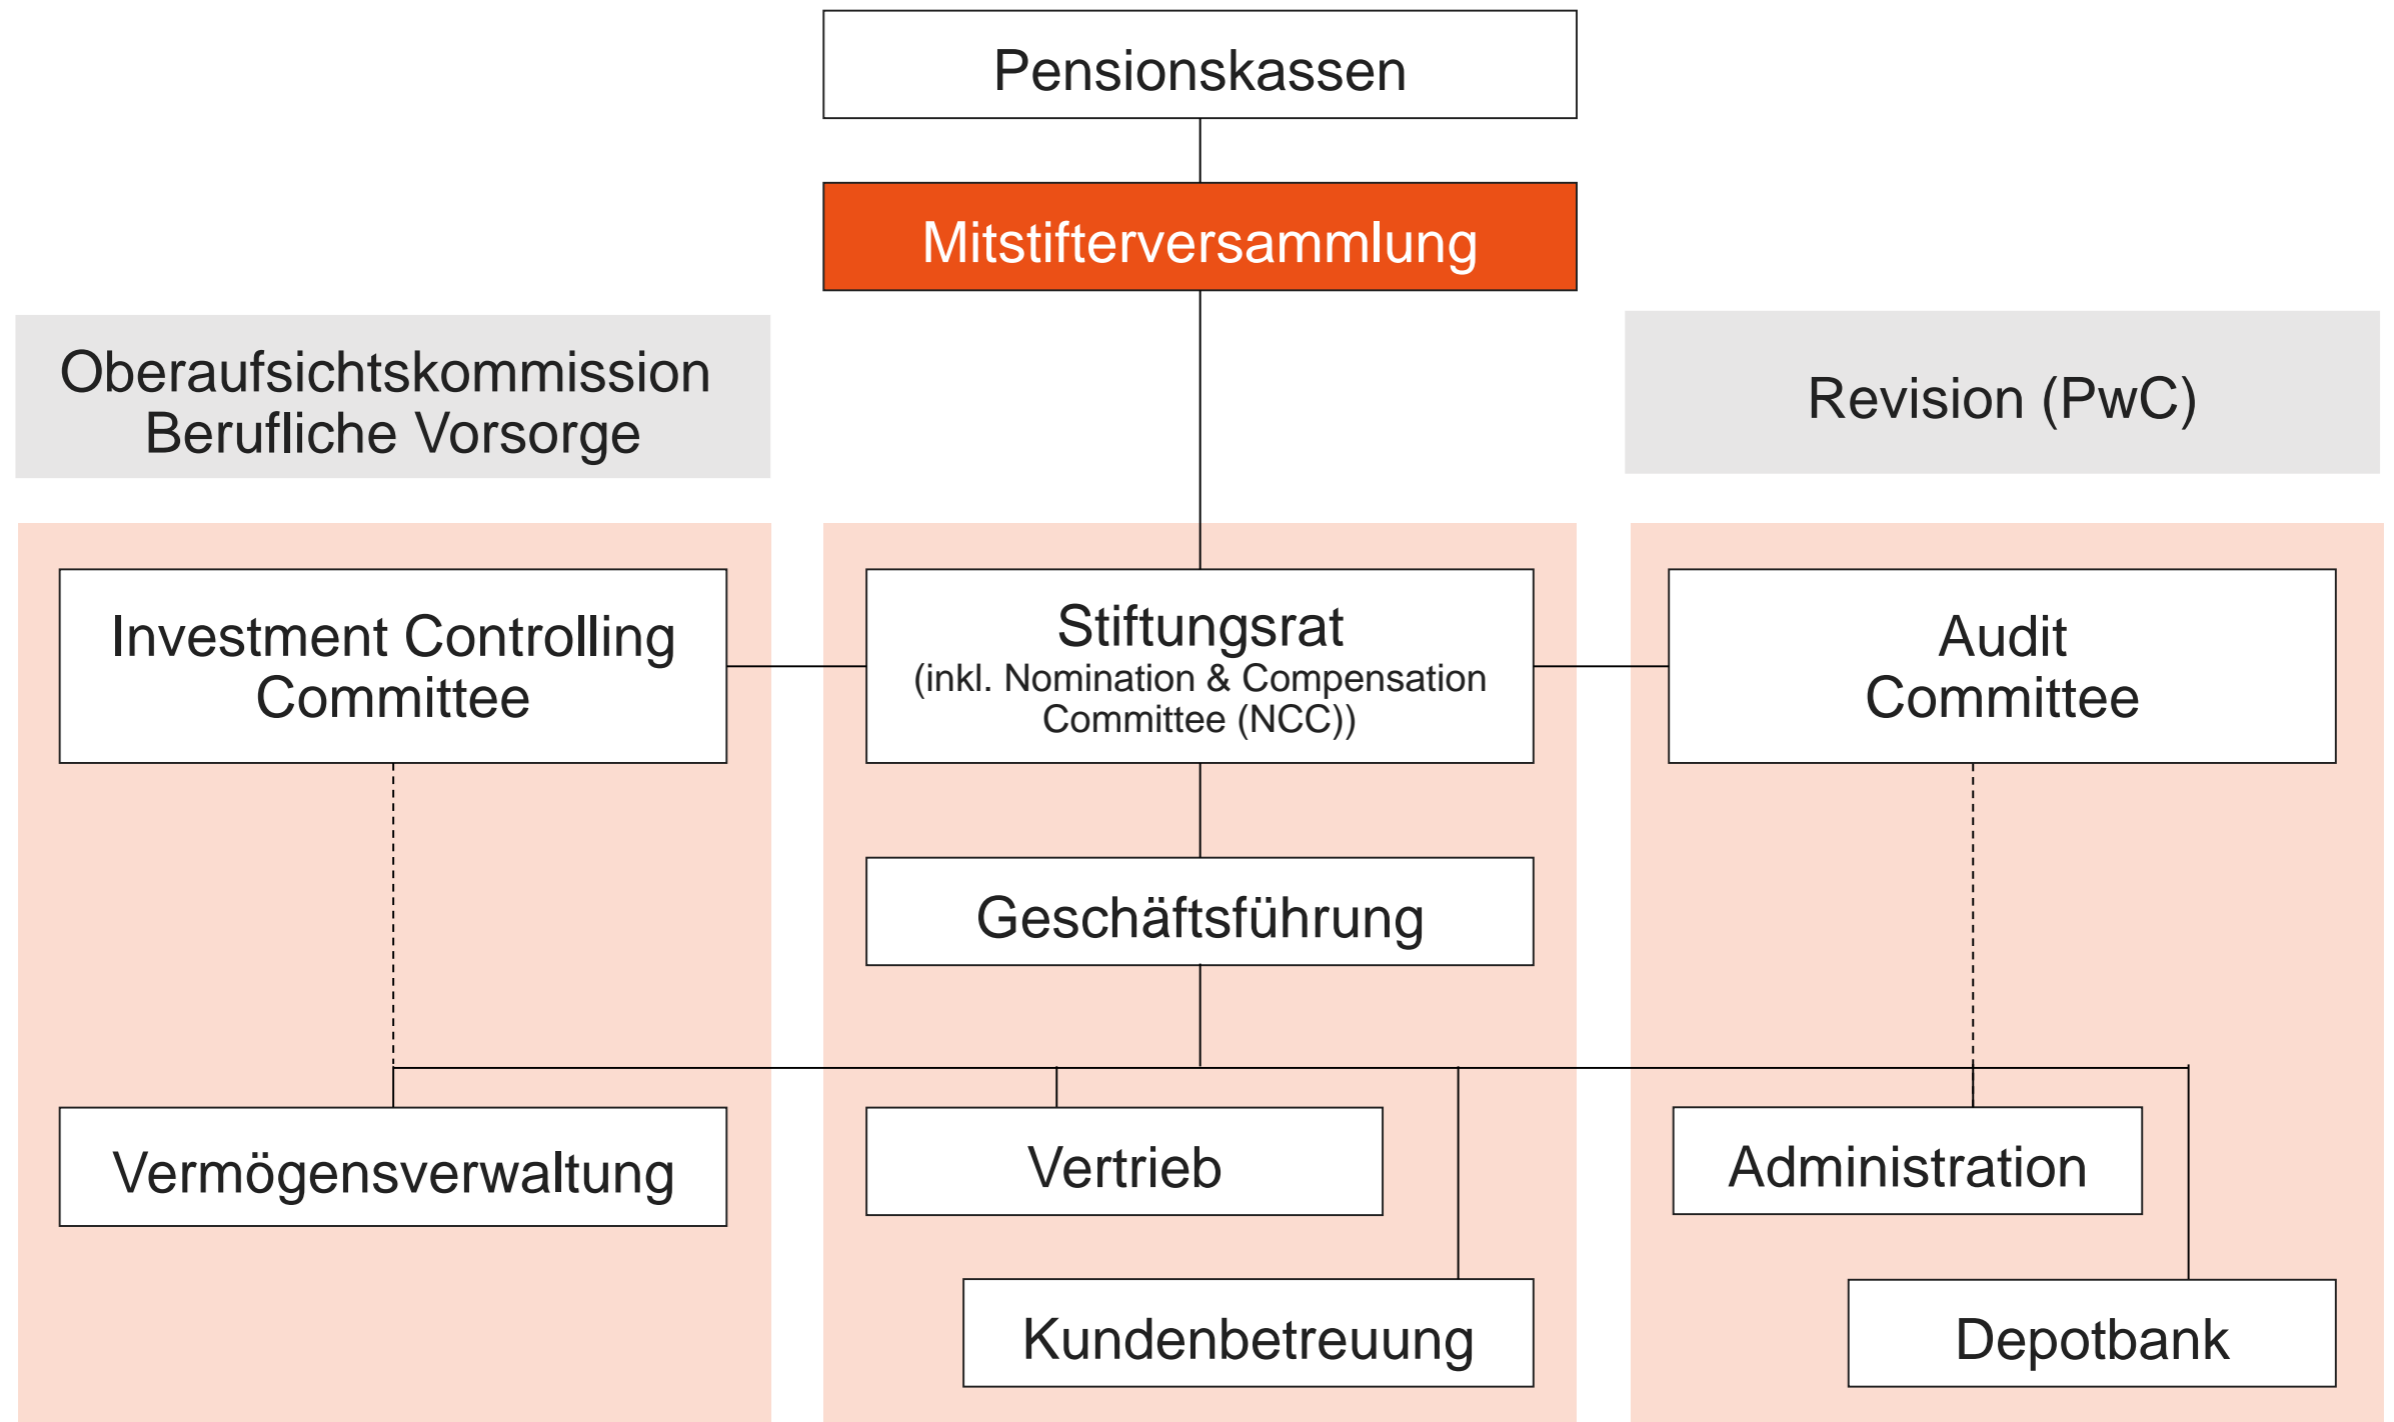 Pensionskassen
Mitstifterversammlung
Oberaufsichtskommission
Berufliche Vorsorge
Revision (PwC)
Investment Controlling
Committee
Stiftungsrat
(inkl. Nomination & Compensation
Committee (NCC))
Audit
Committee
Geschäftsführung
Vermögensverwaltung
Vertrieb
Administration
Kundenbetreuung
Depotbank